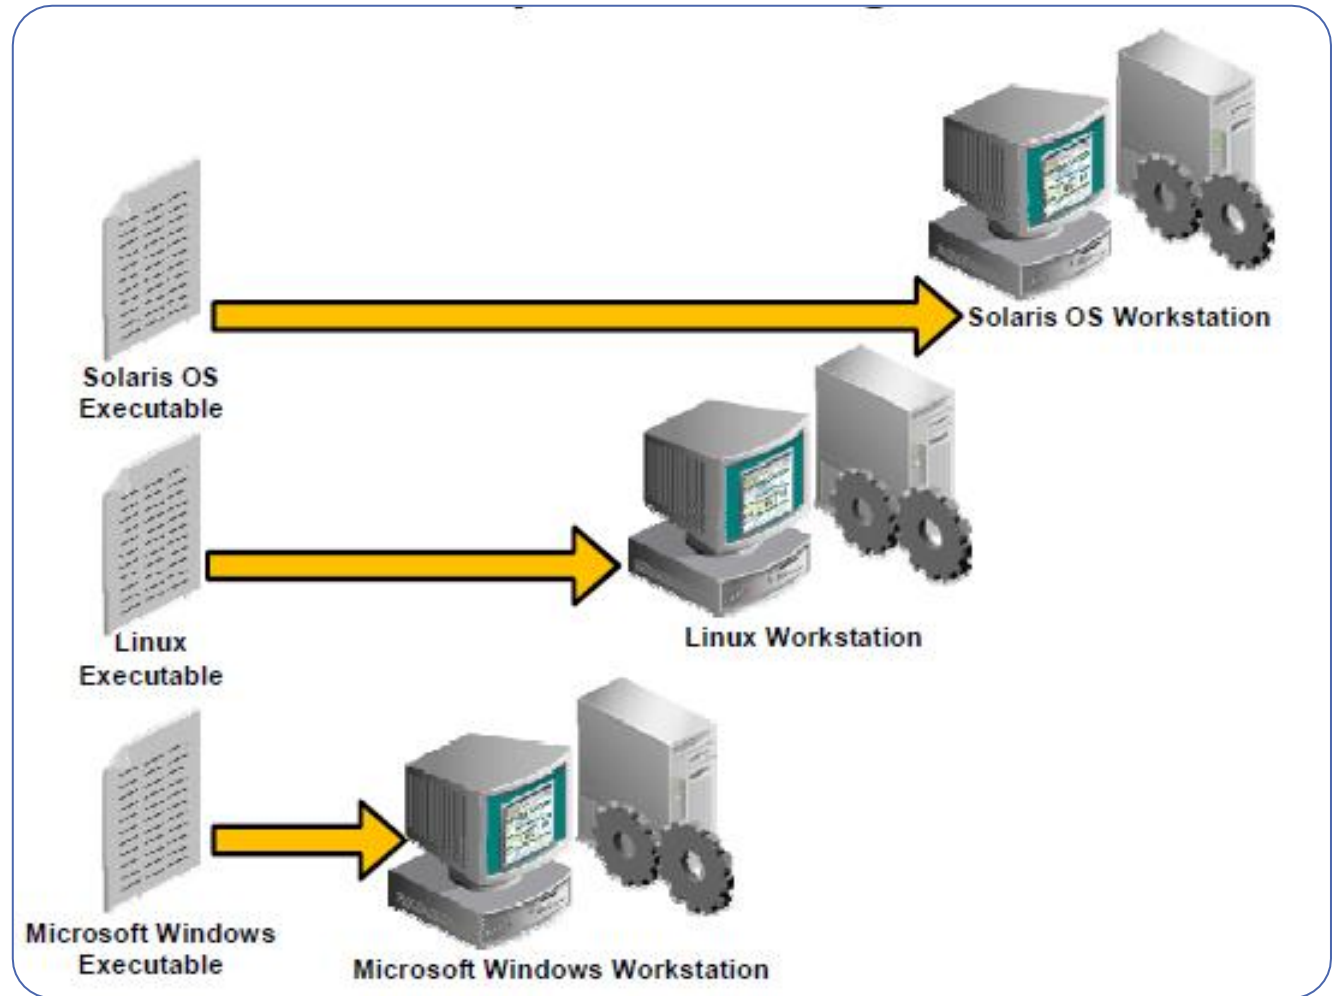 Solaris OS Workstation
Solaris OS
Executable
Linux Workstation
Linux
Executable
Microsoft Windows
Executable
Microsoft Windows Workstation